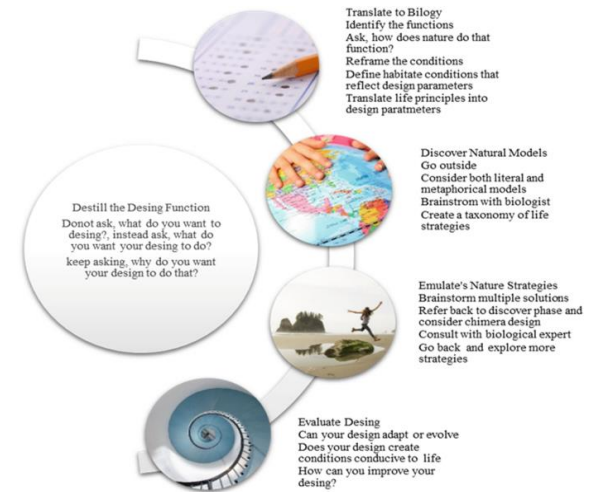 Translate to Bilogy
Identify the functions
Ask, how does nature do that
function?
Reframe the conditions
Define habitate conditions that
reflect design parameters
Translate life principles into
design paratmeters
Discover Natural Models
Go outside
Consider both literal and
metaphorical models
Brainstrom with biologist
Create a taxonomy of life
strategies
Destill the Desing Function
Donot ask, what do you want to
desing?, instead ask, what do
you want your desing to do?
keep asking, why do you want
your design to do that?
Emulate's Nature Strategies
Brainstorm multiple solutions
Refer back to discover phase and
consider chimera design
Consult with biological expert
Go back and explore more
strategies
Evaluate Desing
Can your design adapt or evolve
Does your design create
conditions conducive to life
How can you improve your
desing?